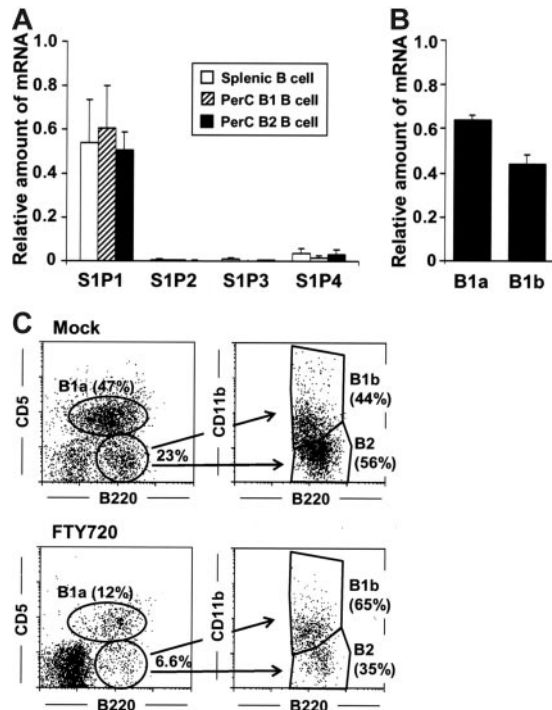 A
Relative amount of mRNA
1.0
0.8
0.6
0.4
0.2
0
Splenic B cell
PerC B1 B cell
PerC B2 B cell
S1P1 S1P2 S1P3 S1P4
B
Relative amount of mRNA
1.0
0.8
0.6
0.4
0.2
0
B1a B1b
C
Mock
CD5
B1a (47%)
23%
B220
CD11b
B1b
(44%)
B2
(56%)
B220
FTY720
CD5
B1a (12%)
6.6%
B220
CD11b
B1b
(65%)
B2
(35%)
B220